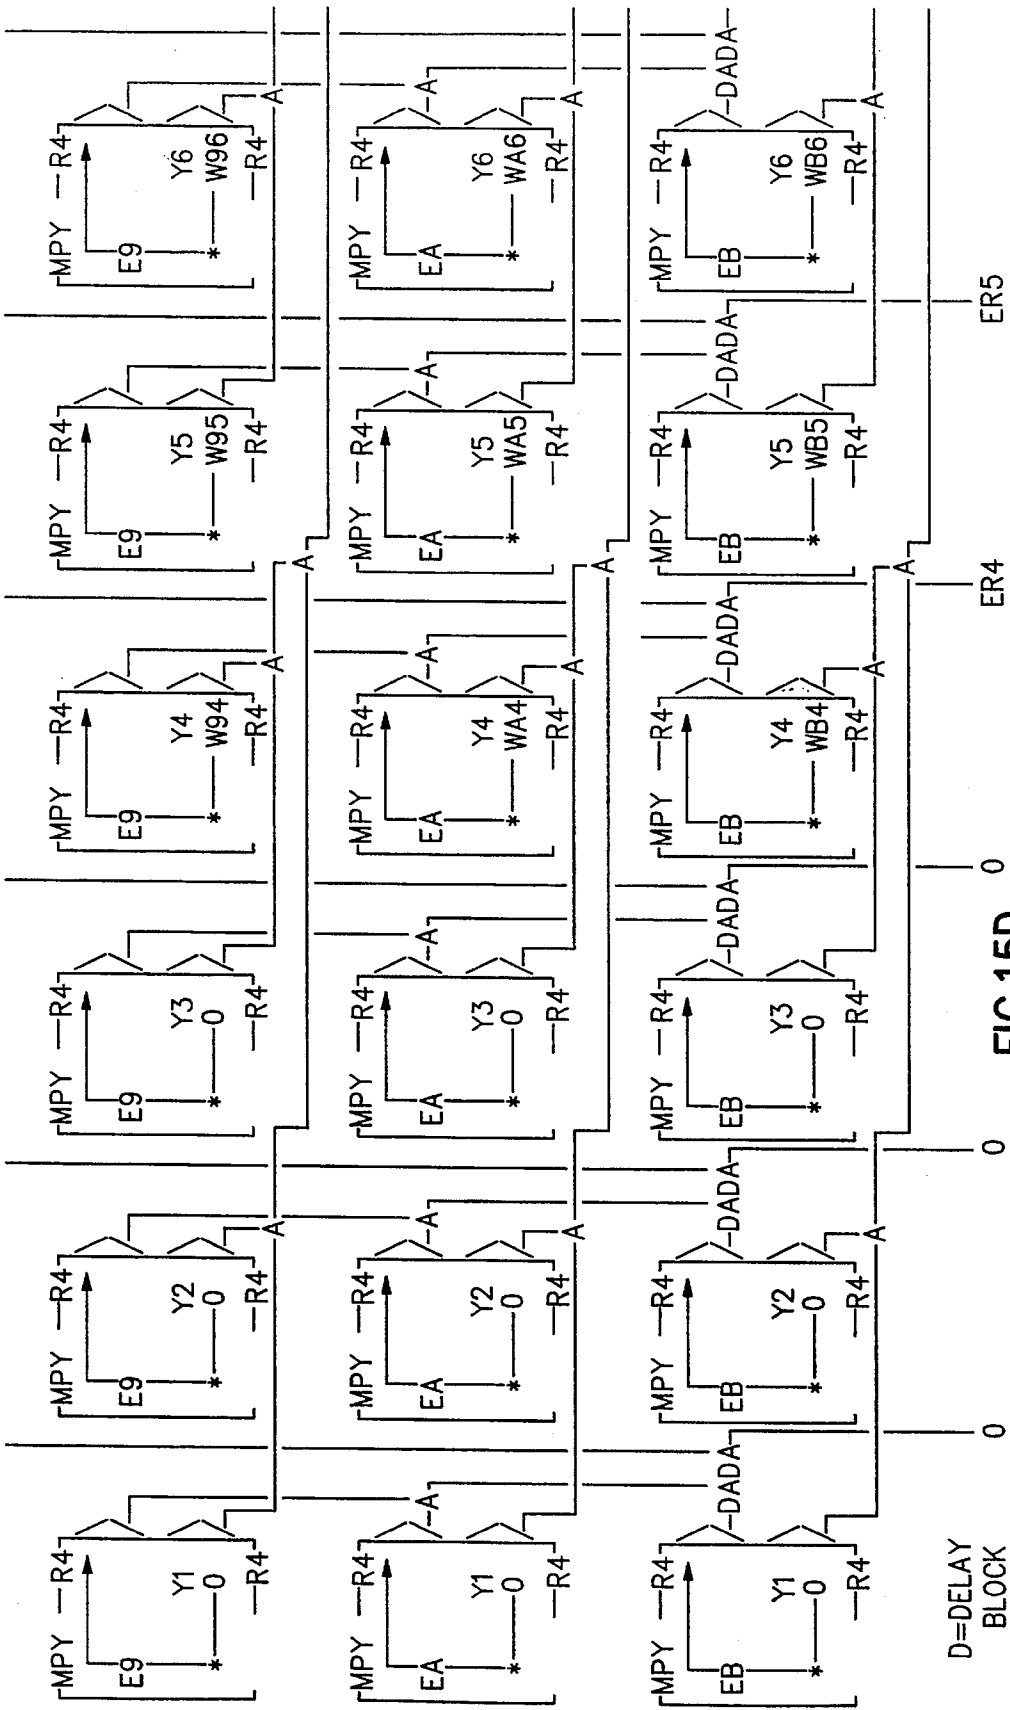 MPY R4 MPY R4 MPY R4 MPY R4 MPY R4 MPY R4
E9 E9 E9 E9 E9 E9
Y1 Y2 Y3 Y4 Y5 Y6
* 0 * 0 * 0 * W94 * W95 * W96
R4 R4 R4 R4 R4 R4
A A A
A
MPY R4 MPY R4 MPY R4 MPY R4 MPY R4 MPY R4
EA A EA A EA A EA A EA A EA A
Y1 Y2 Y3 Y4 Y5 Y6
* 0 * 0 * 0 * WA4 * WA5 * WA6
R4 R4 R4 R4 R4 R4
A A A
A
MPY R4 MPY R4 MPY R4 MPY R4 MPY R4 MPY R4
EB DADA EB DADA EB DADA EB DADA EB DADA EB DADA
Y1 Y2 Y3 Y4 Y5 Y6
* 0 * 0 * 0 * WB4 * WB5 * WB6
R4 R4 R4 R4 R4 R4
A A A
A
D=DELAY
BLOCK
0 0 0 ER4 ER5
FIG.15D